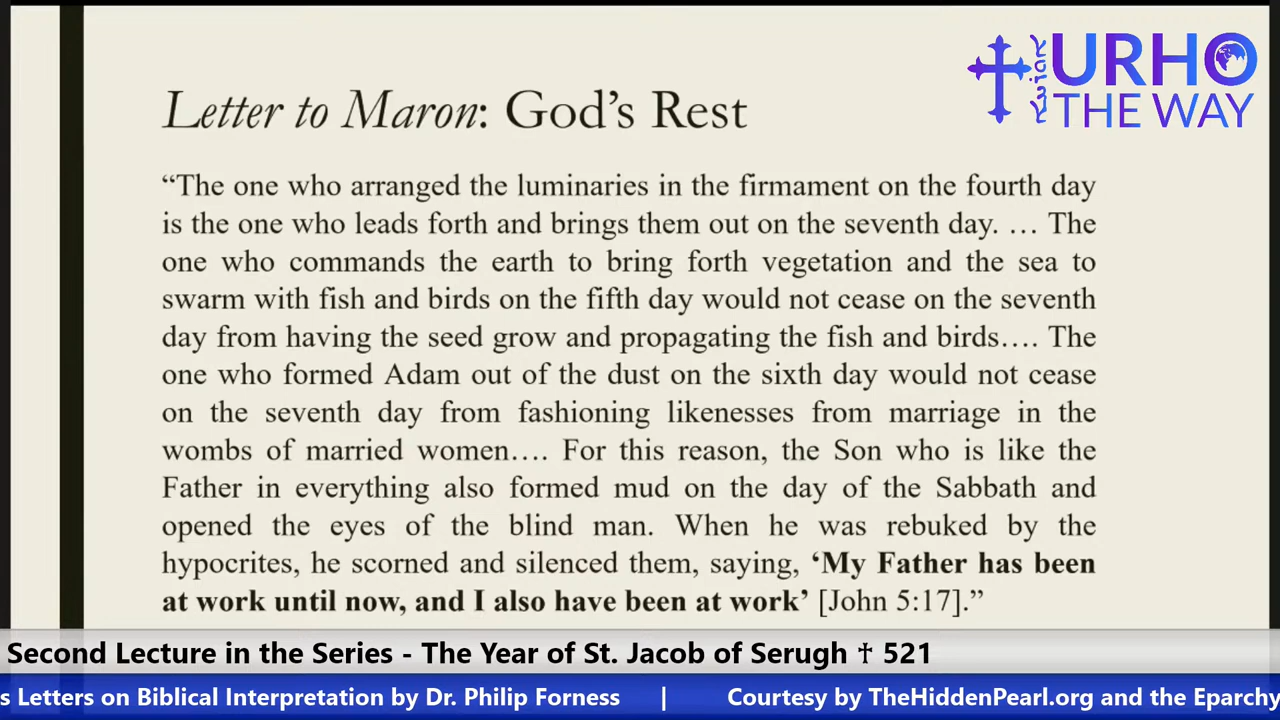 Letter to Maron: God's Rest
“The one who arranged the luminaries in the firmament on the fourth day
is the one who leads forth and brings them out on the seventh day. … The
one who commands the earth to bring forth vegetation and the sea to
swarm with fish and birds on the fifth day would not cease on the seventh
day from having the seed grow and propagating the fish and birds…. The
one who formed Adam out of the dust on the sixth day would not cease
on the seventh day from fashioning likenesses from marriage in the
wombs of married women…. For this reason, the Son who is like the
Father in everything also formed mud on the day of the Sabbath and
opened the eyes of the blind man. When he was rebuked by the
hypocrites, he scorned and silenced them, saying, ‘My Father has been
at work until now, and I also have been at work’ [John 5:17].”
URHO
THE WAY
Second Lecture in the Series - The Year of St. Jacob of Serugh ♰ 521
s Letters on Biblical Interpretation by Dr. Philip Forness | Courtesy by TheHiddenPearl.org and the Eparchy